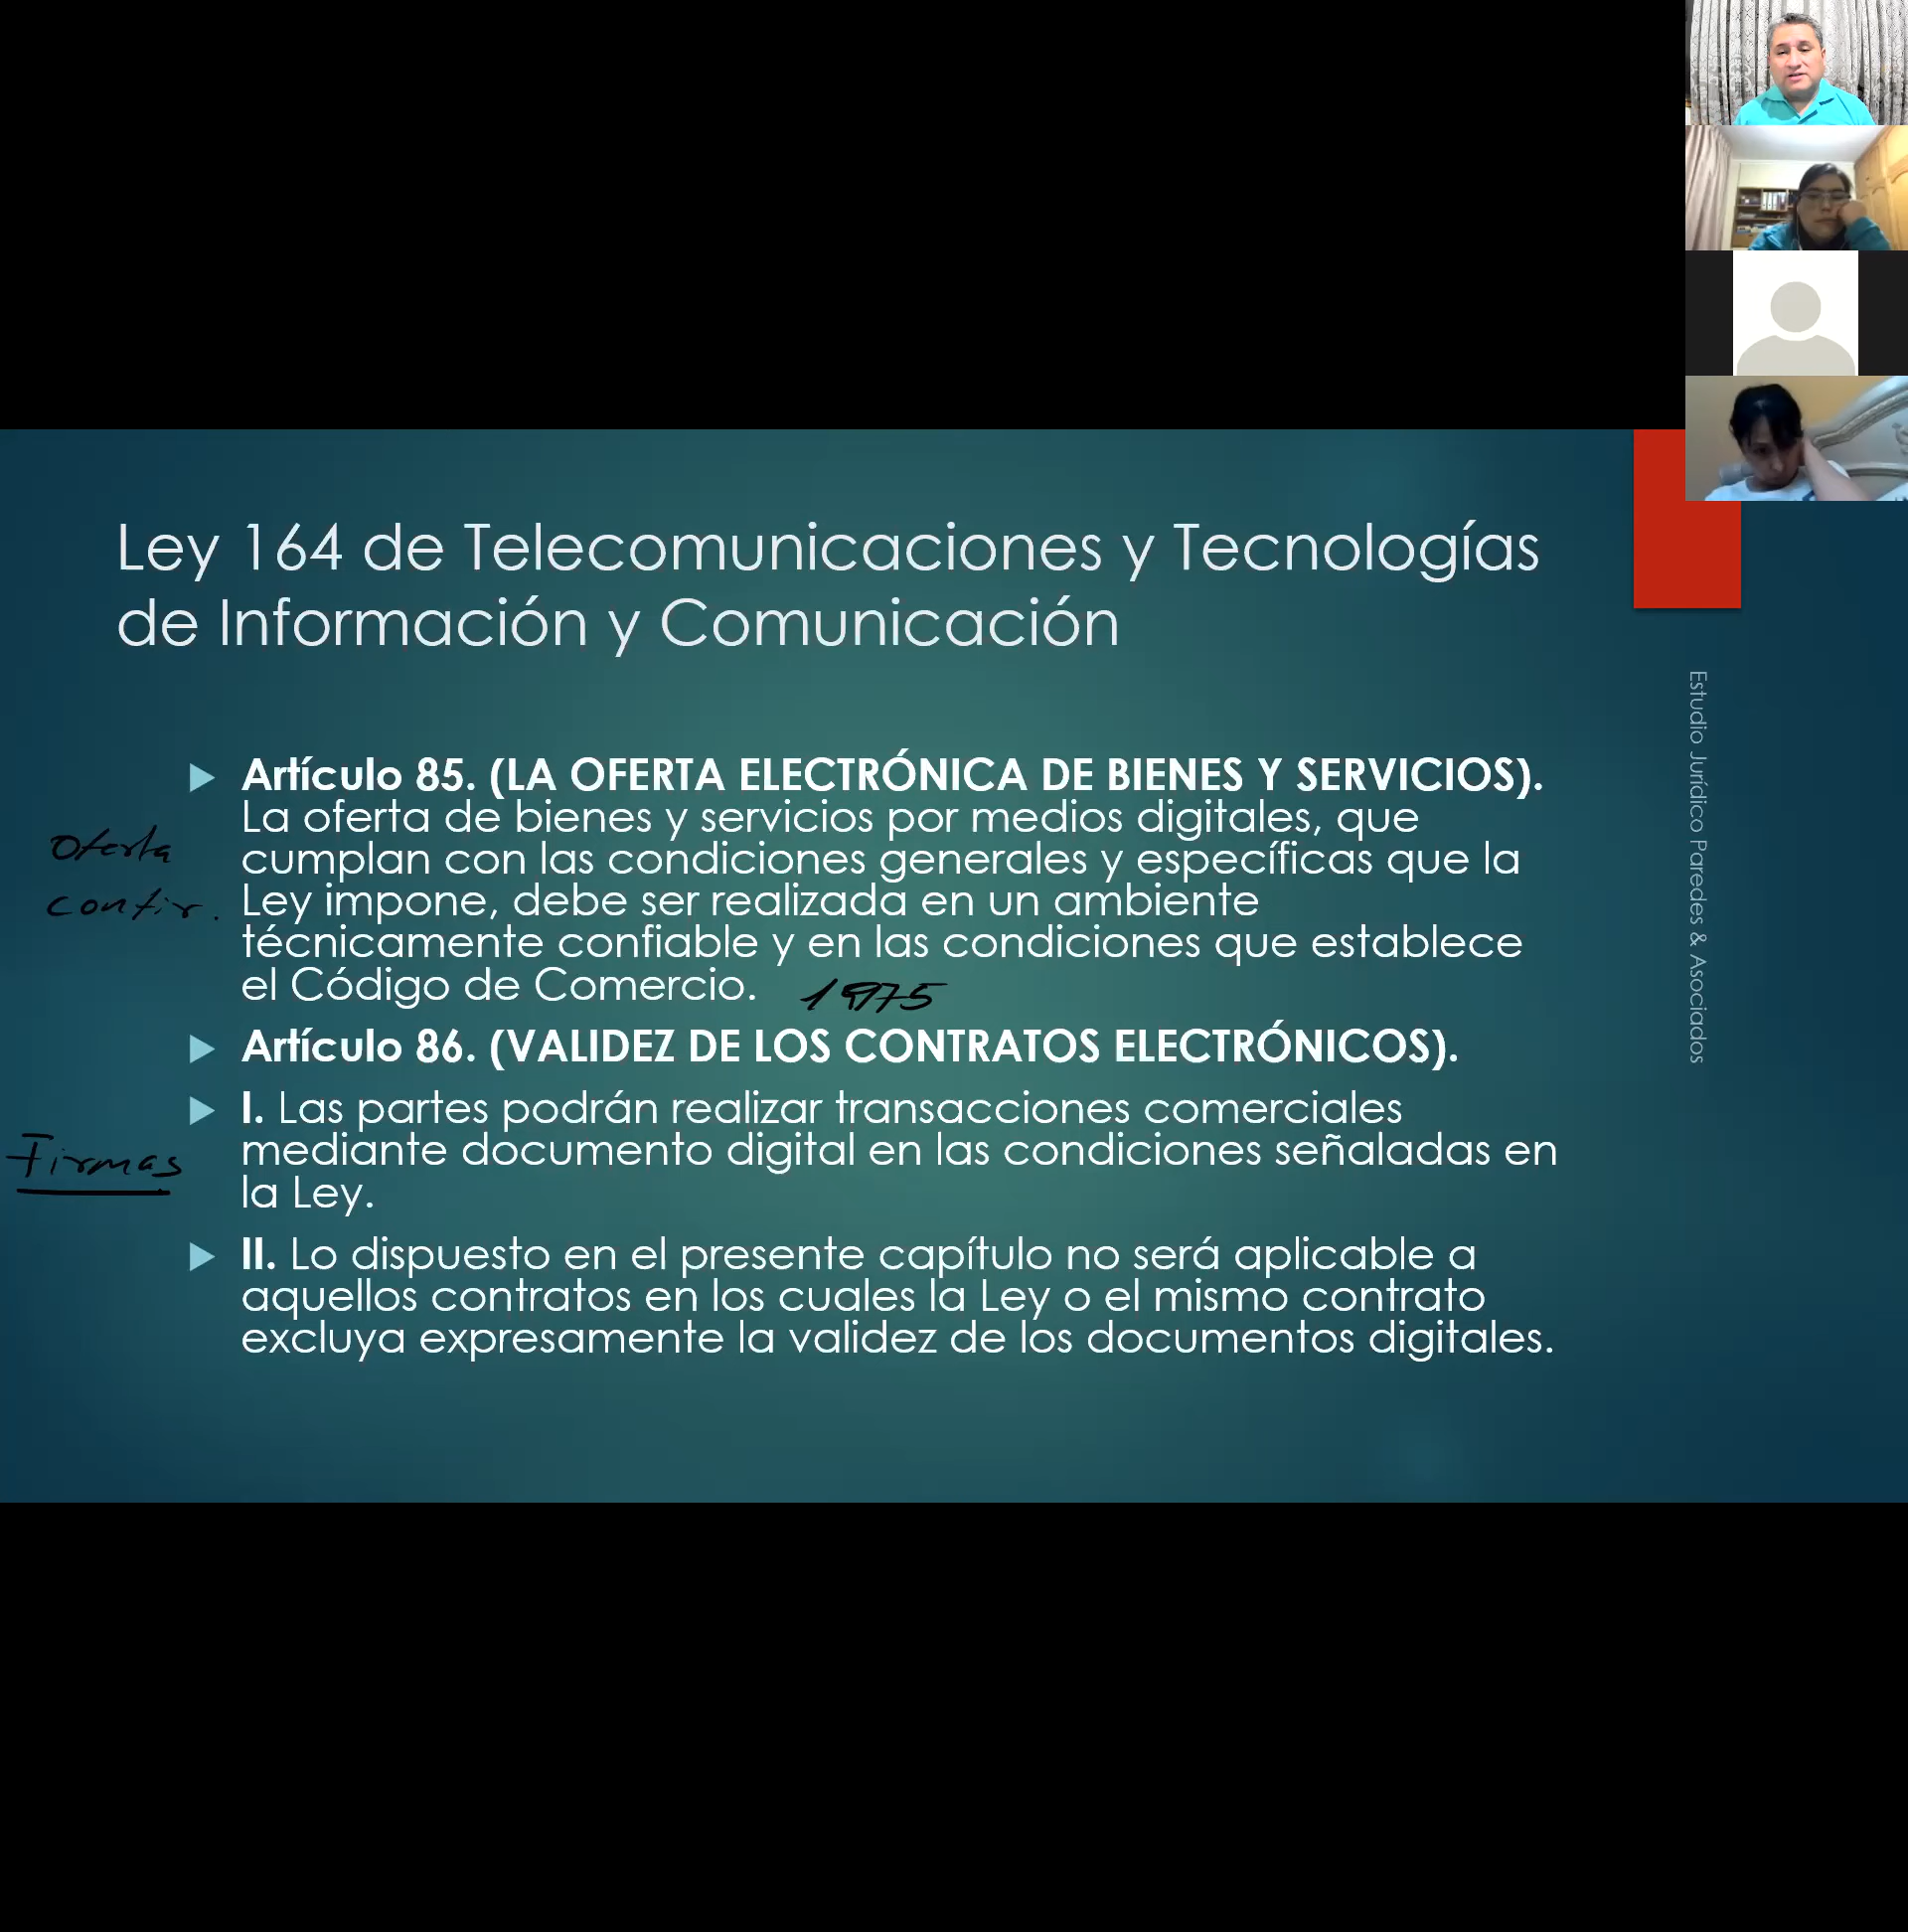 Ley 164 de Telecomunicaciones y Tecnologías
de Información y Comunicación
Artículo 85. (LA OFERTA ELECTRÓNICA DE BIENES Y SERVICIOS).
La oferta de bienes y servicios por medios digitales, que
cumplan con las condiciones generales y específicas que la
Ley impone, debe ser realizada en un ambiente
técnicamente confiable y en las condiciones que establece
el Código de Comercio. 1975
Oferta
confir.
Artículo 86. (VALIDEZ DE LOS CONTRATOS ELECTRÓNICOS).
I. Las partes podrán realizar transacciones comerciales
mediante documento digital en las condiciones señaladas en
la Ley.
Firmas
II. Lo dispuesto en el presente capítulo no será aplicable a
aquellos contratos en los cuales la Ley o el mismo contrato
excluya expresamente la validez de los documentos digitales.
Estudio Jurídico Paredes & Asociados